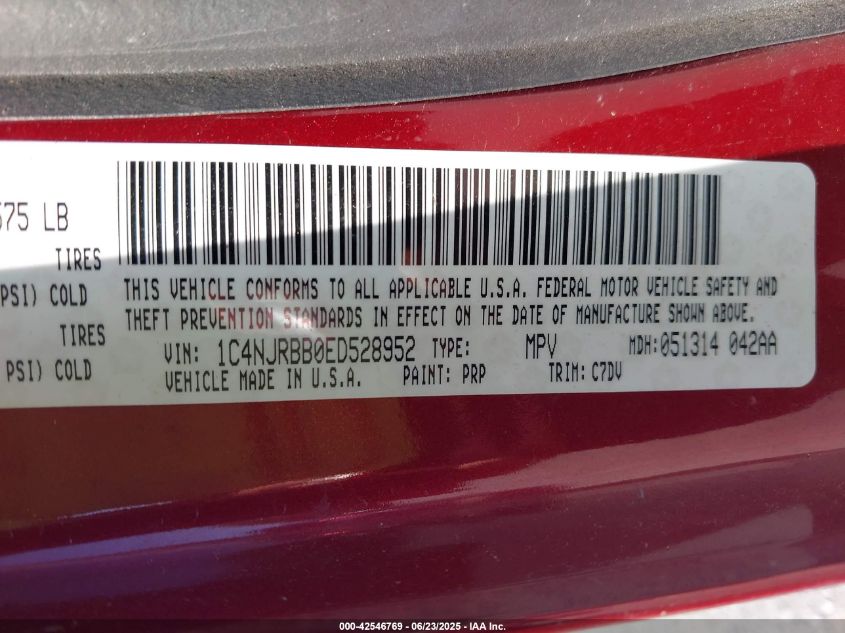 575 LB
TIRES
PSI) COLD
TIRES
PSI) COLD
THIS VEHICLE CONFORMS TO ALL APPLICABLE U.S.A. FEDERAL MOTOR VEHICLE SAFETY AND
THEFT PREVENTION STANDARDS IN EFFECT ON THE DATE OF MANUFACTURE SHOWN ABOVE.
VIN: 1C4NJRBB0ED528952 TYPE: MPV MDH:051314 042AA
VEHICLE MADE IN U.S.A. PAINT: PRP TRIM: C7DV
000-42546769 - 06/23/2025 - IAA, Inc.